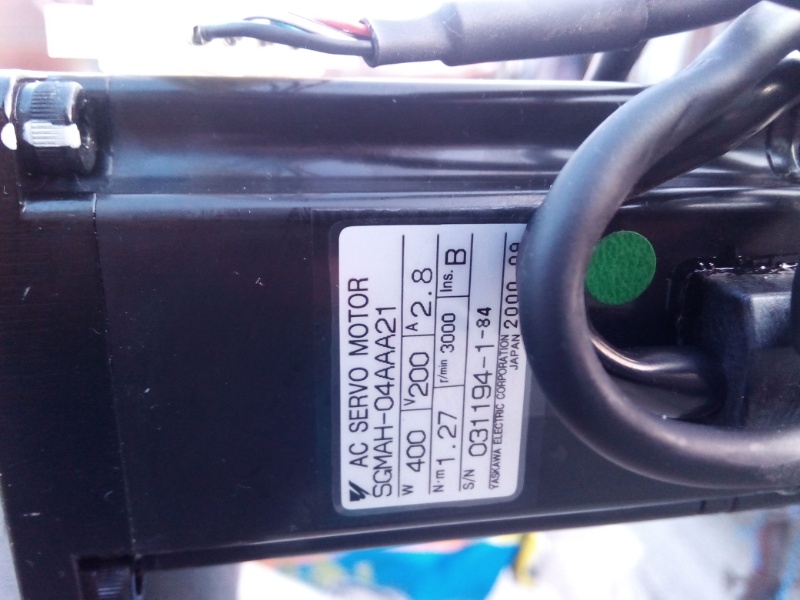 AC SERVO MOTOR
SGMAH-04AAA21
W 400 V 200 A 2.8
N·m 1.27 r/min 3000 Ins. B
S/N 031194-1-84
YASKAWA ELECTRIC CORPORATION 2000
JAPAN